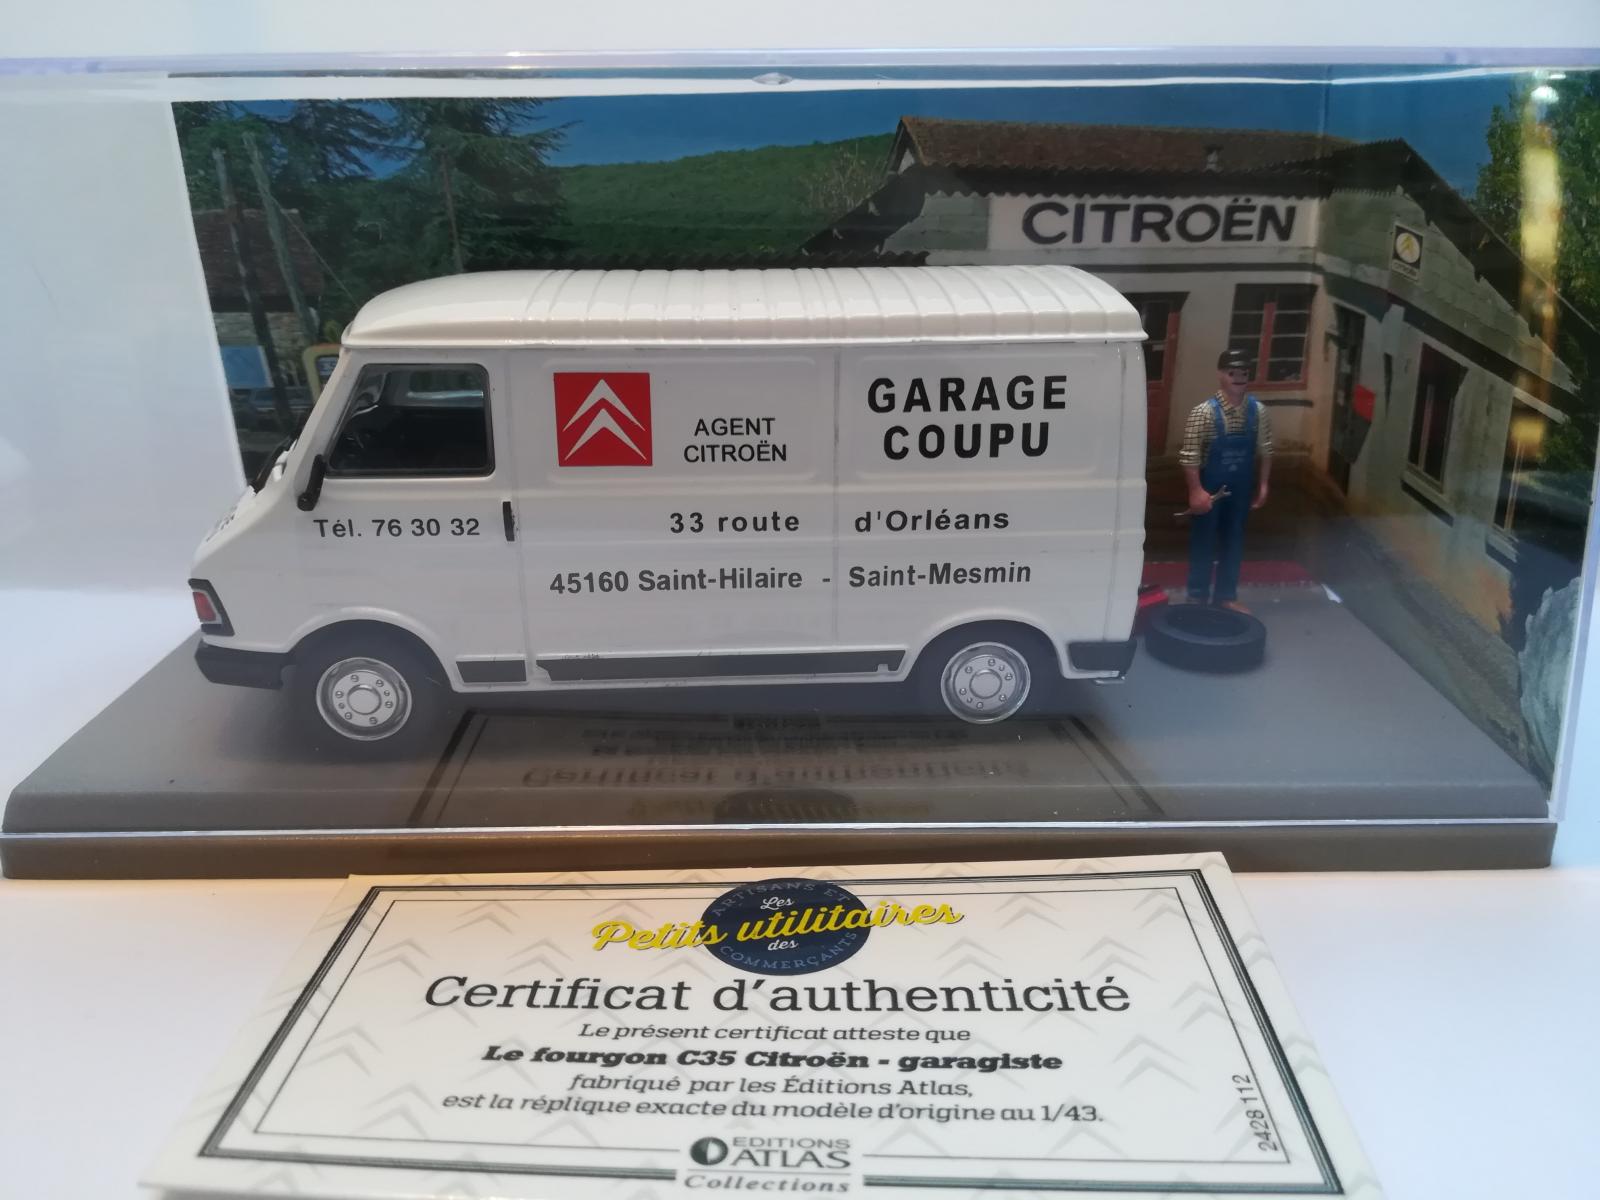 CITROËN
AGENT
CITROËN
GARAGE
COUPU
Tél. 76 30 32
33 route d'Orléans
45160 Saint-Hilaire - Saint-Mesmin
ARTISANS ET
Les
Petits utilitaires
des
COMMERÇANTS
Certificat d'authenticité
Le présent certificat atteste que
Le fourgon C35 Citroën - garagiste
fabriqué par les Éditions Atlas,
est la réplique exacte du modèle d'origine au 1/43.
2428 112
EDITIONS
ATLAS
Collections